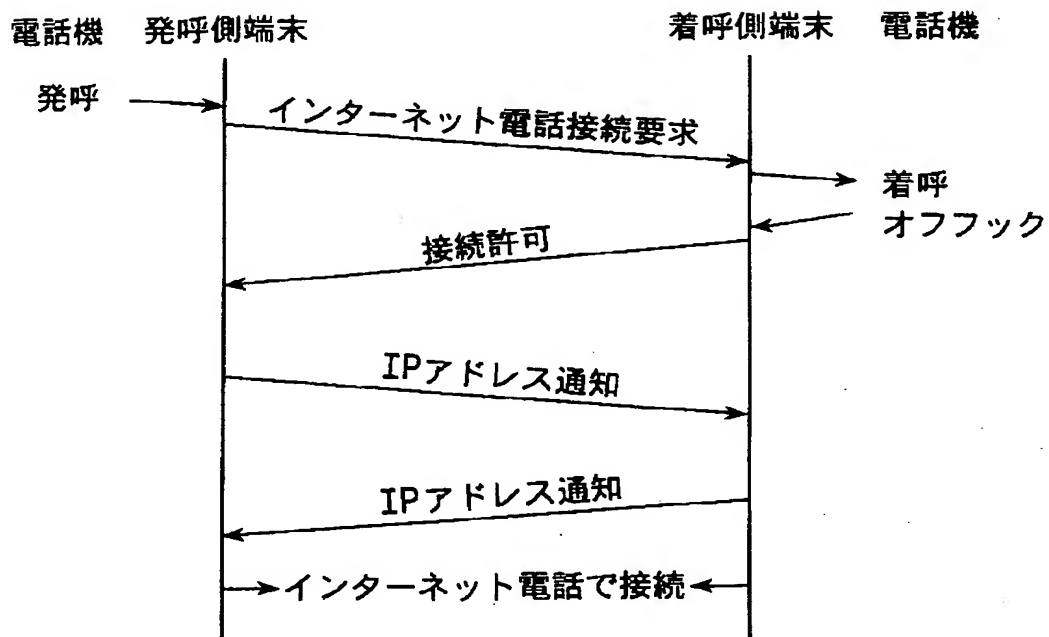 電話機 発呼側端末 着呼側端末 電話機
発呼
インターネット電話接続要求
着呼
オフフック
接続許可
IPアドレス通知
IPアドレス通知
インターネット電話で接続